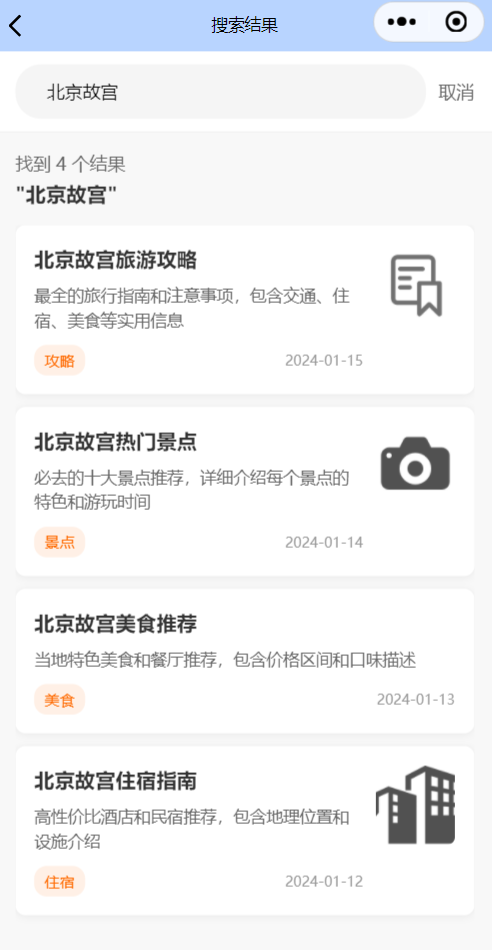 搜索结果
北京故宫
取消
找到 4 个结果
"北京故宫"
北京故宫旅游攻略
最全的旅行指南和注意事项，包含交通、住
宿、美食等实用信息
攻略
2024-01-15
北京故宫热门景点
必去的十大景点推荐，详细介绍每个景点的
特色和游玩时间
景点
2024-01-14
北京故宫美食推荐
当地特色美食和餐厅推荐，包含价格区间和口味描述
美食
2024-01-13
北京故宫住宿指南
高性价比酒店和民宿推荐，包含地理位置和
设施介绍
住宿
2024-01-12